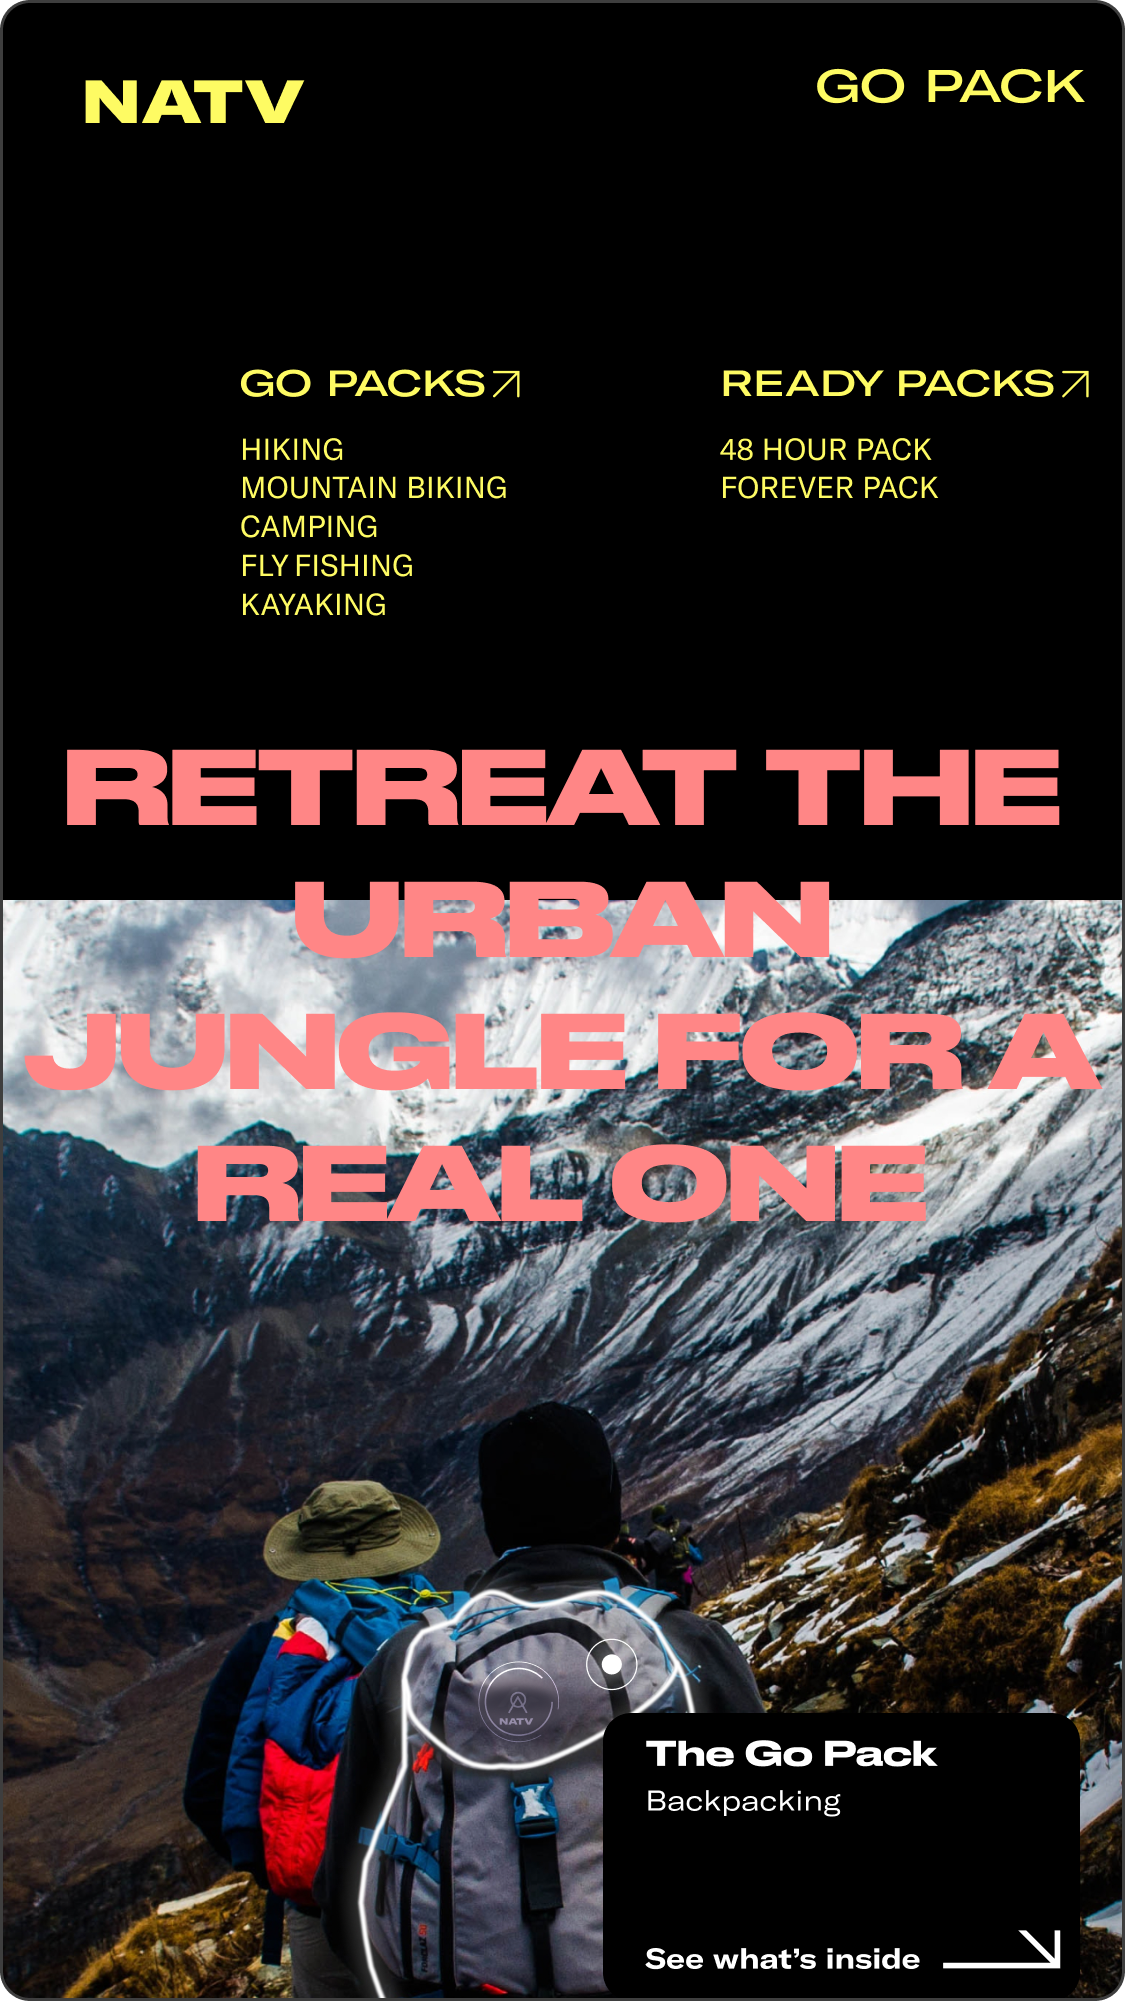 NATV
GO PACK
GO PACKS
HIKING
MOUNTAIN BIKING
CAMPING
FLY FISHING
KAYAKING
READY PACKS
48 HOUR PACK
FOREVER PACK
RETREAT THE
URBAN
JUNGLE FOR A
REAL ONE
NATV
The Go Pack
Backpacking
See what’s inside